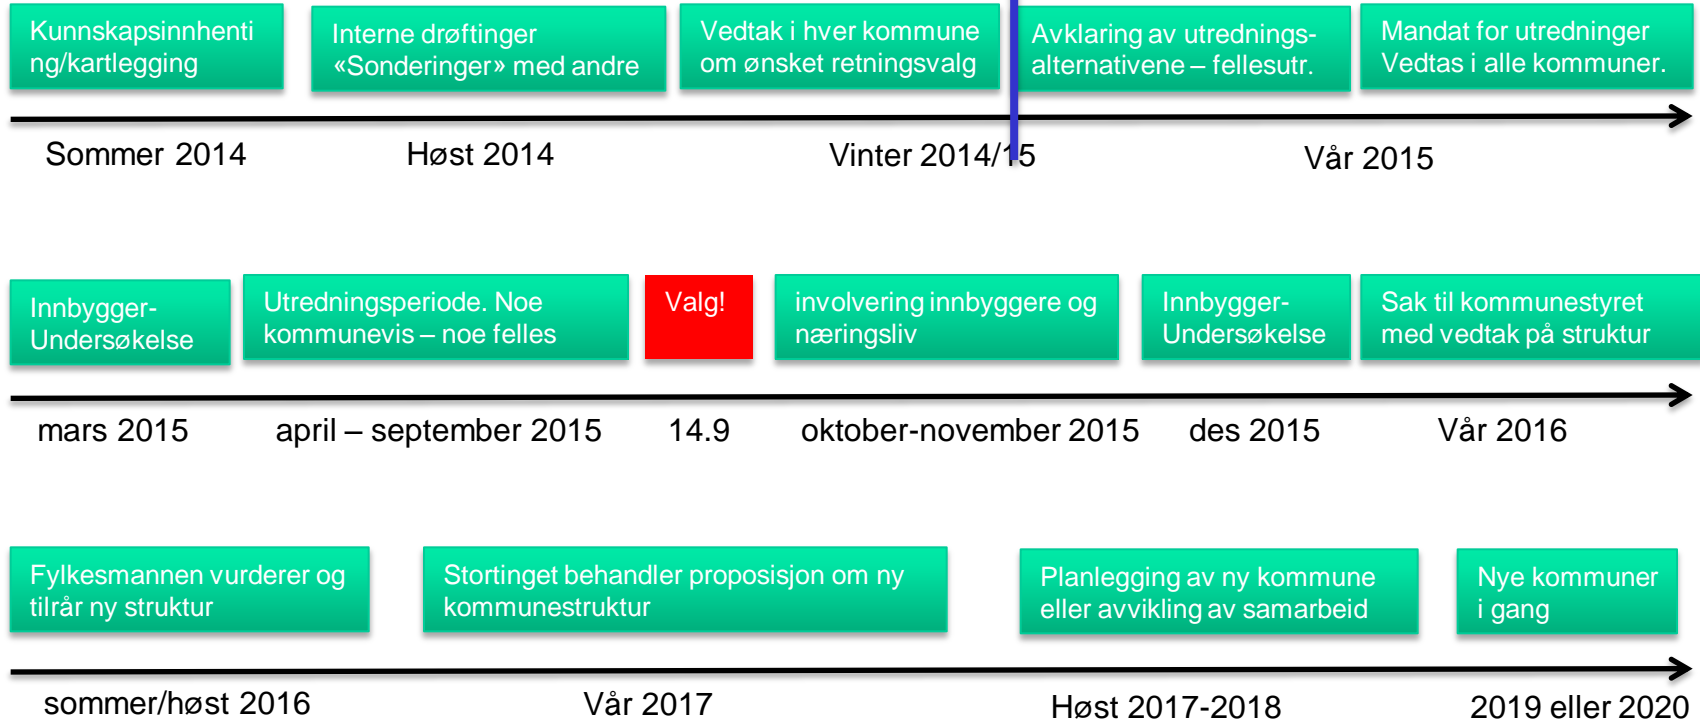 Kunnskapsinnhenti
ng/kartlegging
Interne drøftinger
«Sonderinger» med andre
Vedtak i hver kommune
om ønsket retningsvalg
Avklaring av utrednings-
alternativene – fellesutr.
Mandat for utredninger
Vedtas i alle kommuner.
Sommer 2014
Høst 2014
Vinter 2014/15
Vår 2015
Innbygger-
Undersøkelse
Utredningsperiode. Noe
kommunevis – noe felles
Valg!
involvering innbyggere og
næringsliv
Innbygger-
Undersøkelse
Sak til kommunestyret
med vedtak på struktur
mars 2015
april – september 2015
14.9
oktober-november 2015
des 2015
Vår 2016
Fylkesmannen vurderer og
tilrår ny struktur
Stortinget behandler proposisjon om ny
kommunestruktur
Planlegging av ny kommune
eller avvikling av samarbeid
Nye kommuner
i gang
sommer/høst 2016
Vår 2017
Høst 2017-2018
2019 eller 2020